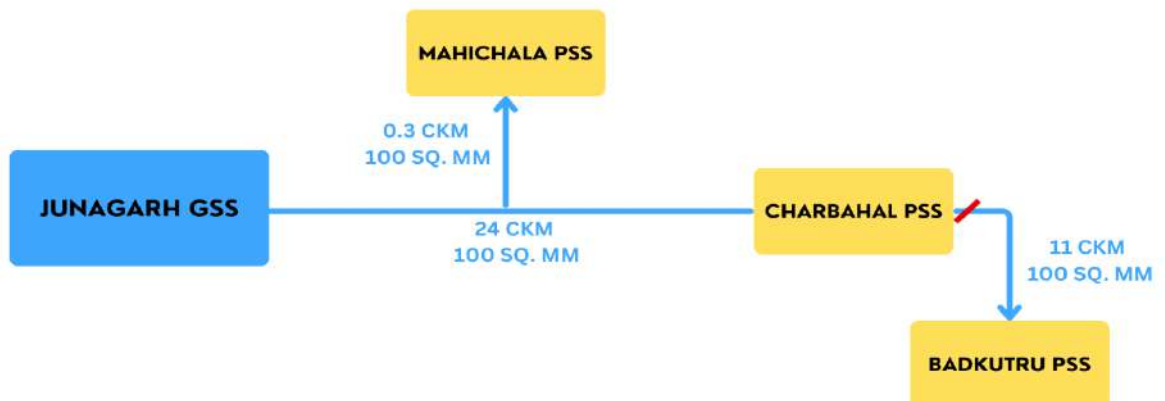 MAHICHALA PSS
0.3 CKM
100 SQ. MM
JUNAGARH GSS
24 CKM
100 SQ. MM
CHARBAHAL PSS
11 CKM
100 SQ. MM
BADKUTRU PSS